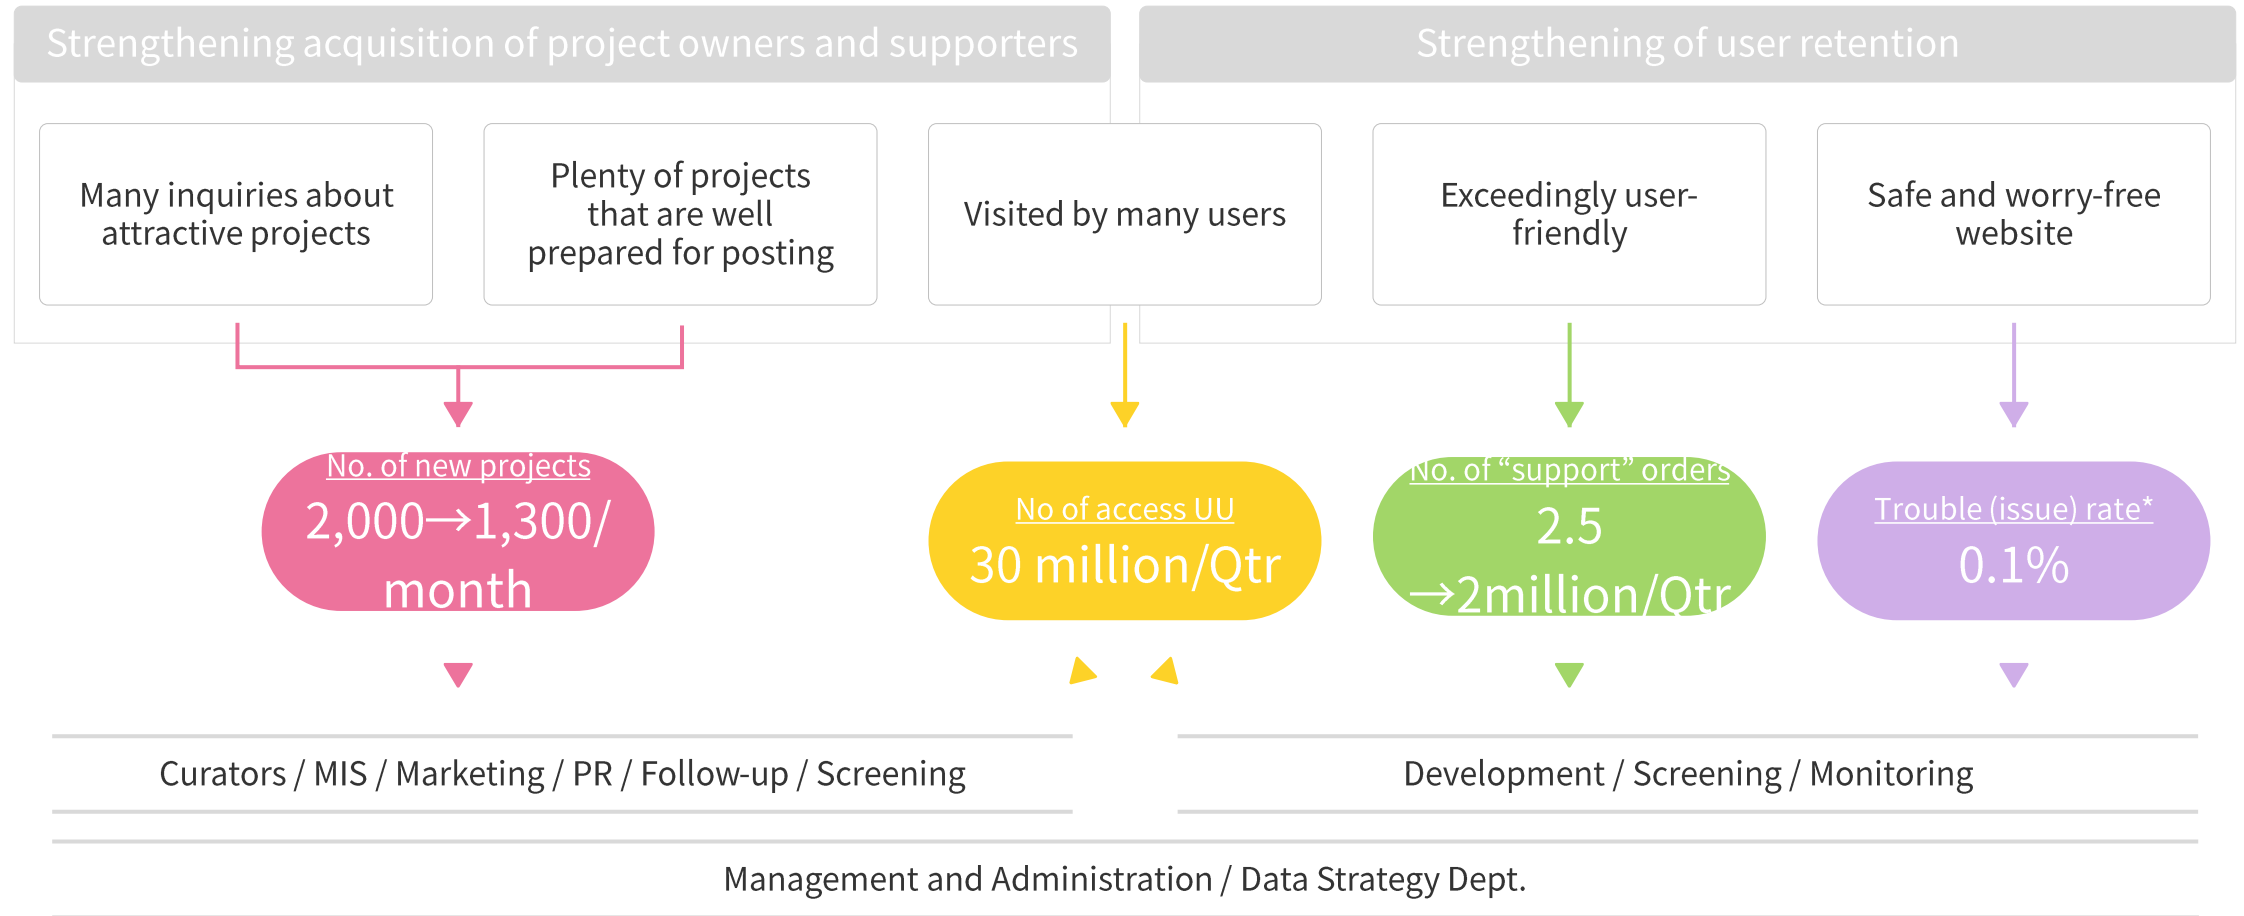 Strengthening acquisition of project owners and supporters
Strengthening of user retention
Many inquiries about
attractive projects
Plenty of projects
that are well
prepared for posting
Visited by many users
Exceedingly user-
friendly
Safe and worry-free
website
No. of new projects
2,000→1,300/
month
No of access UU
30 million/Qtr
No. of “support” orders
2.5
→2million/Qtr
Trouble (issue) rate*
0.1%
Curators / MIS / Marketing / PR / Follow-up / Screening
Development / Screening / Monitoring
Management and Administration / Data Strategy Dept.